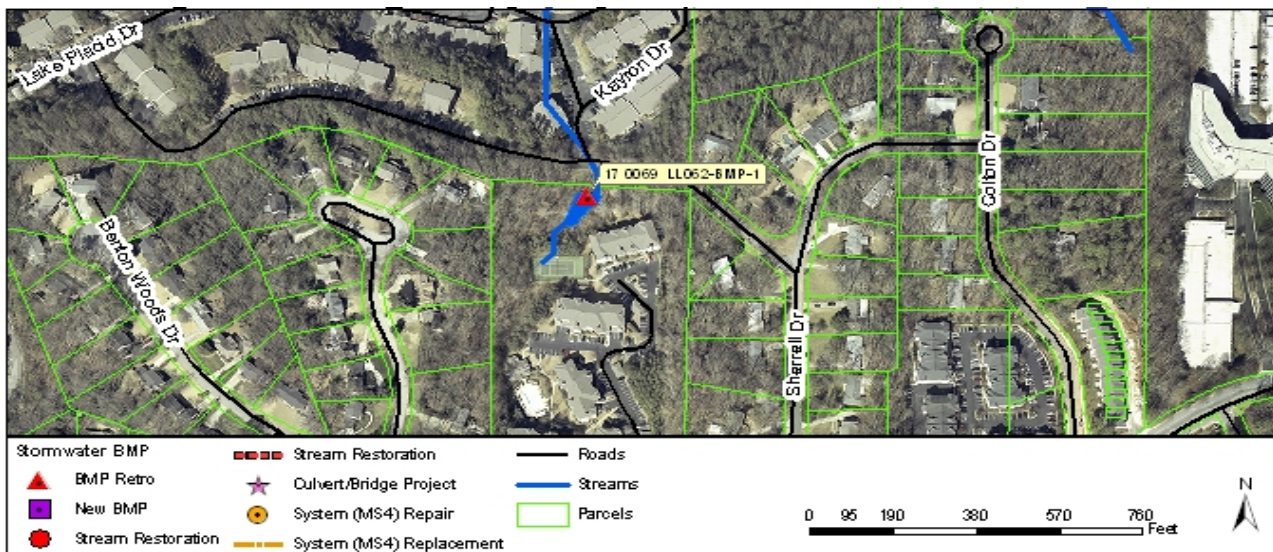 Lake Placid Dr
Kayron Dr
17 0069 LL062-BMP-1
Colton Dr
Benton Woods Dr
Sherrell Dr
Stormwater BMP
BMP Retro
New BMP
Stream Restoration
Stream Restoration
Culvert/Bridge Project
System (MS4) Repair
System (MS4) Replacement
Roads
Streams
Parcels
N
0 95 190 380 570 760
Feet